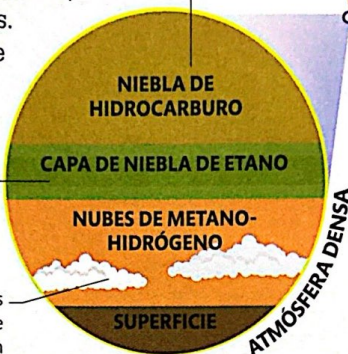 s.
e
NIEBLA DE
HIDROCARBURO
CAPA DE NIEBLA DE ETANO
NUBES DE METANO-
HIDRÓGENO
SUPERFICIE
ATMÓSFERA DENSA
s
e